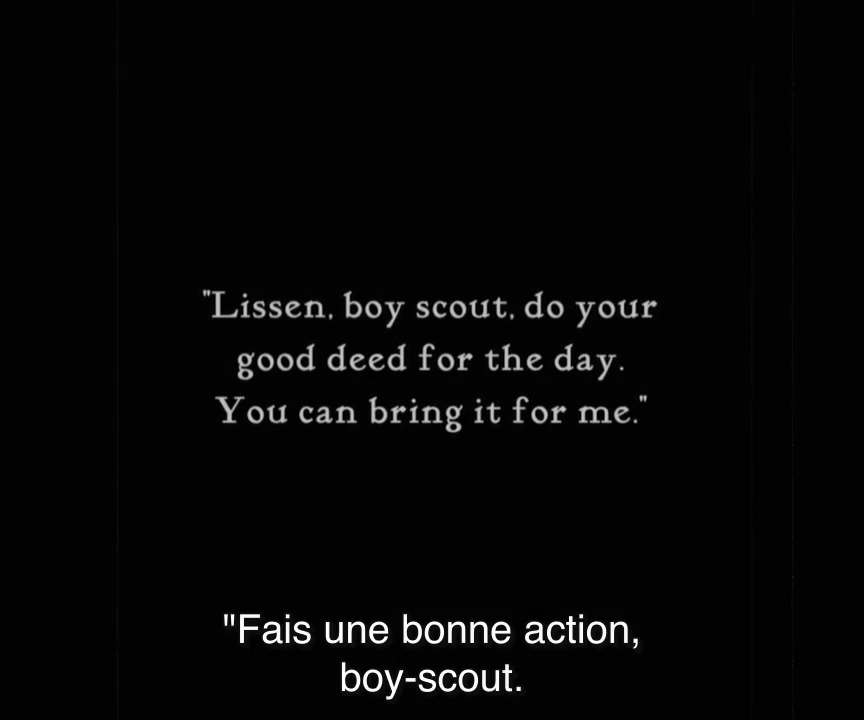 "Lissen, boy scout, do your
good deed for the day.
You can bring it for me."
"Fais une bonne action,
boy-scout.